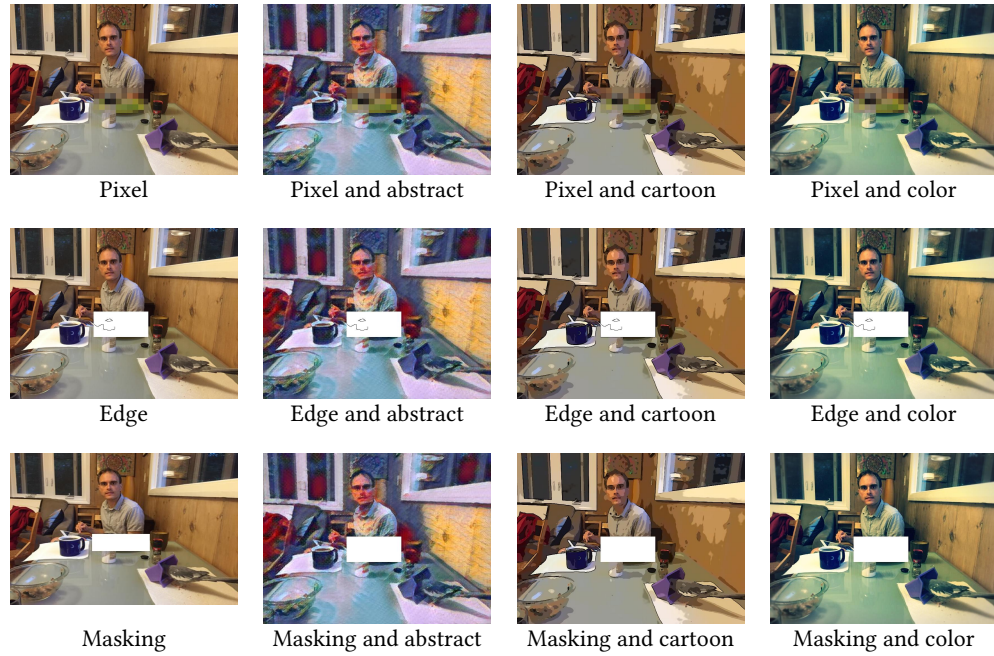 Pixel
Pixel and abstract
Pixel and cartoon
Pixel and color
Edge
Edge and abstract
Edge and cartoon
Edge and color
Masking
Masking and abstract
Masking and cartoon
Masking and color